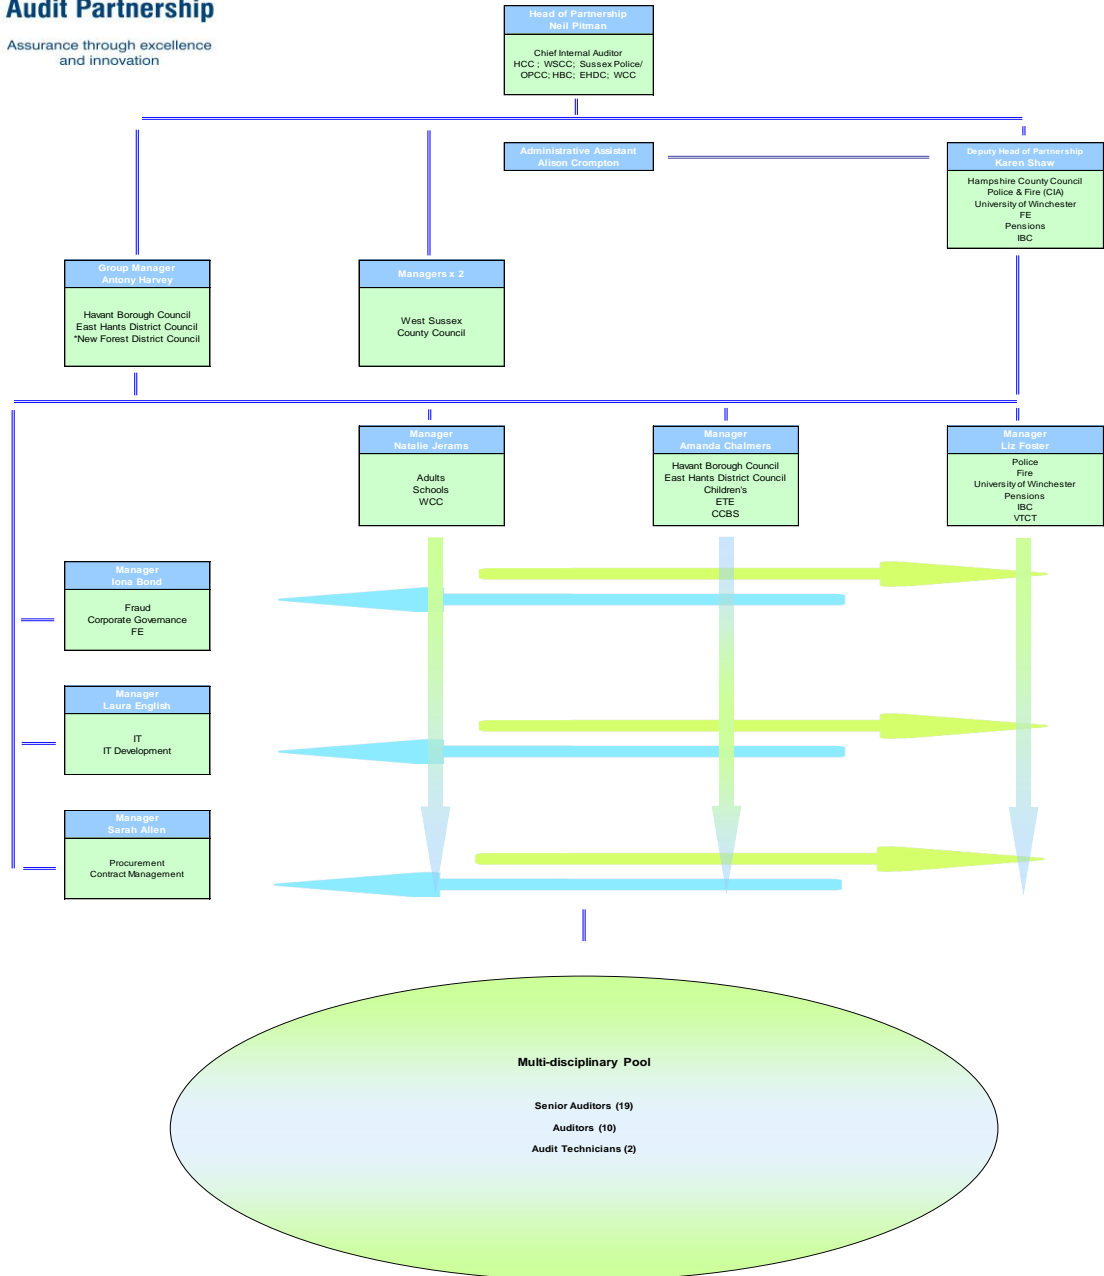 Audit Partnership
Assurance through excellence
and innovation
Head of Partnership
Neil Pitman
Chief Internal Auditor
HCC ; WSCC; Sussex Police/
OPCC; HBC; EHDC; WCC
Administrative Assistant
Alison Crompton
Deputy Head of Partnership
Karen Shaw
Hampshire County Council
Police & Fire (CIA)
University of Winchester
FE
Pensions
IBC
Group Manager
Antony Harvey
Havant Borough Council
East Hants District Council
*New Forest District Council
Managers x 2
West Sussex
County Council
Manager
Natalie Jerams
Adults
Schools
WCC
Manager
Amanda Chalmers
Havant Borough Council
East Hants District Council
Children's
ETE
CCBS
Manager
Liz Foster
Police
Fire
University of Winchester
Pensions
IBC
VTCT
Manager
Iona Bond
Fraud
Corporate Governance
FE
Manager
Laura English
IT
IT Development
Manager
Sarah Allen
Procurement
Contract Management
Multi-disciplinary Pool
Senior Auditors (19)
Auditors (10)
Audit Technicians (2)